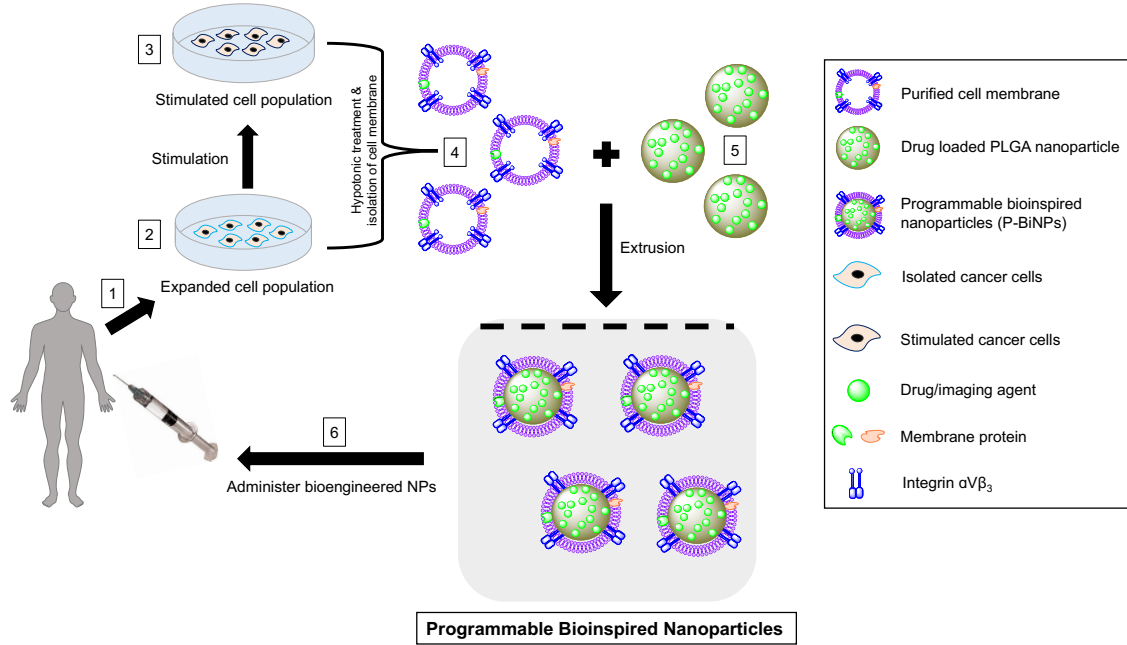 3
Stimulated cell population
Stimulation
2
Expanded cell population
1
Hypotonic treatment &
isolation of cell membrane
4
5
Extrusion
6
Administer bioengineered NPs
Programmable Bioinspired Nanoparticles
Purified cell membrane
Drug loaded PLGA nanoparticle
Programmable bioinspired
nanoparticles (P-BiNPs)
Isolated cancer cells
Stimulated cancer cells
Drug/imaging agent
Membrane protein
Integrin αVβ₃